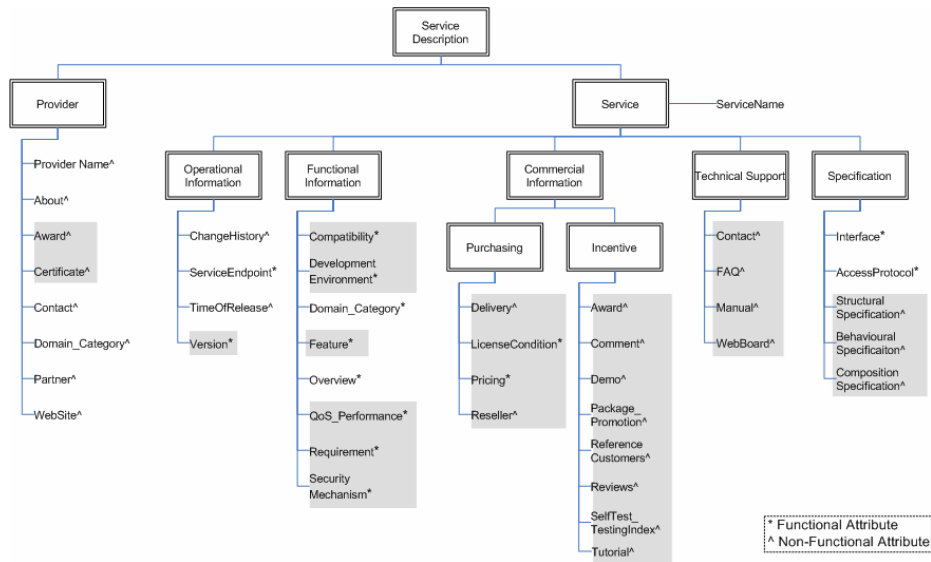 Service
Description
Provider
Service
ServiceName
Operational
Information
Functional
Information
Commercial
Information
Technical Support
Specification
Purchasing
Incentive
Provider Name^
About^
Award^
Certificate^
Contact^
Domain_Category^
Partner^
WebSite^
ChangeHistory^
ServiceEndpoint*
TimeOfRelease^
Version*
Compatibility*
Development
Environment*
Domain_Category*
Feature*
Overview*
QoS_Performance*
Requirement*
Security
Mechanism*
Delivery^
LicenseCondition*
Pricing*
Reseller^
Award^
Comment^
Demo^
Package_
Promotion^
Reference
Customers^
Reviews^
SelfTest_
TestingIndex^
Tutorial^
Contact^
FAQ^
Manual^
WebBoard^
Interface*
AccessProtocol*
Structural
Specification^
Behavioural
Specificaiton^
Composition
Specification^
* Functional Attribute
^ Non-Functional Attribute